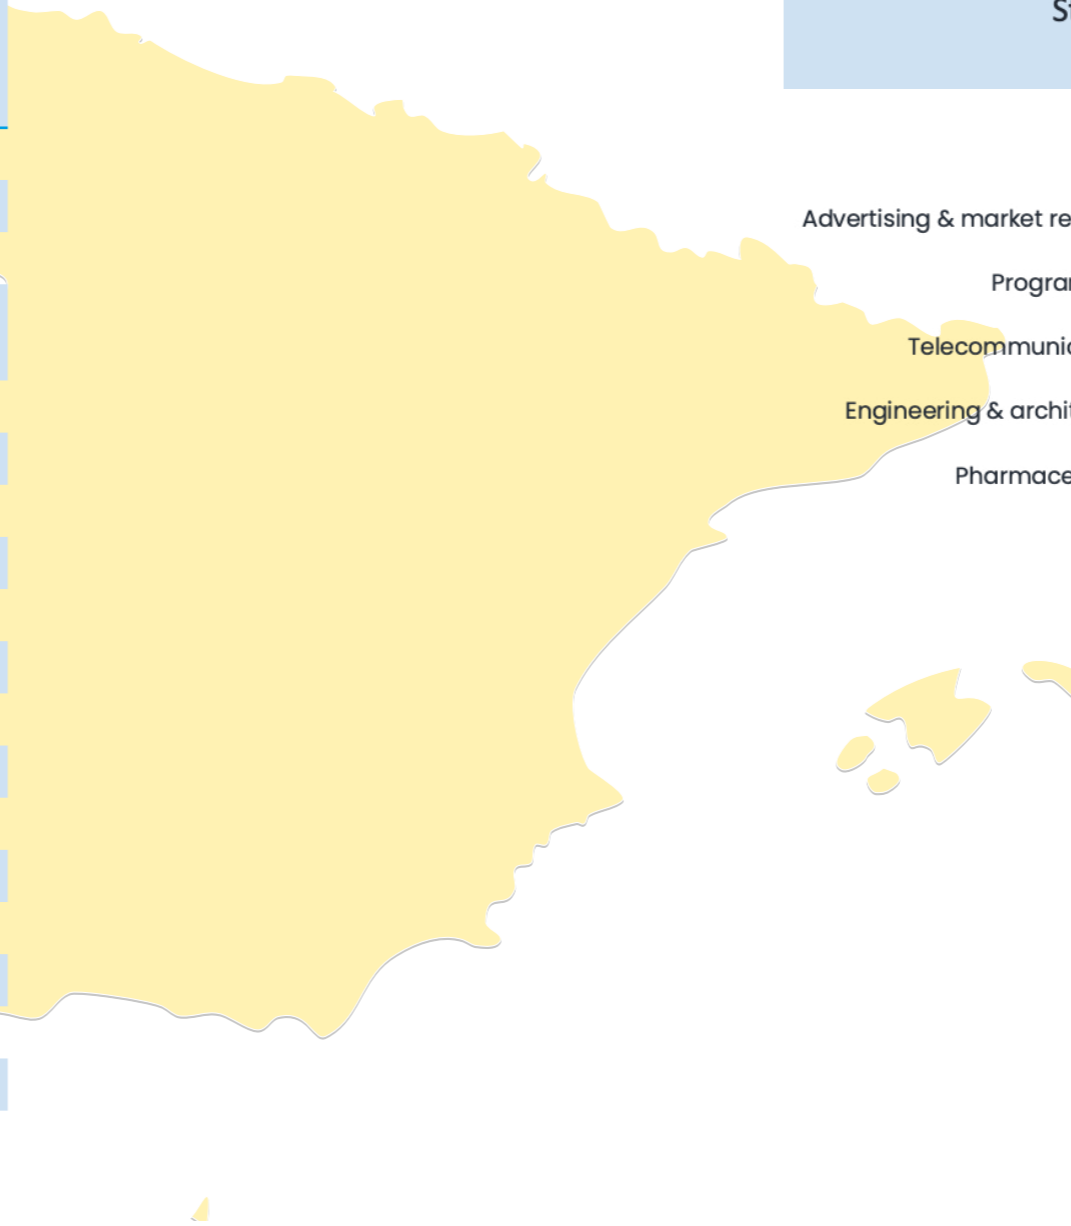 Advertising & market re
Progra
Telecommuni
Engineering & archi
Pharmace